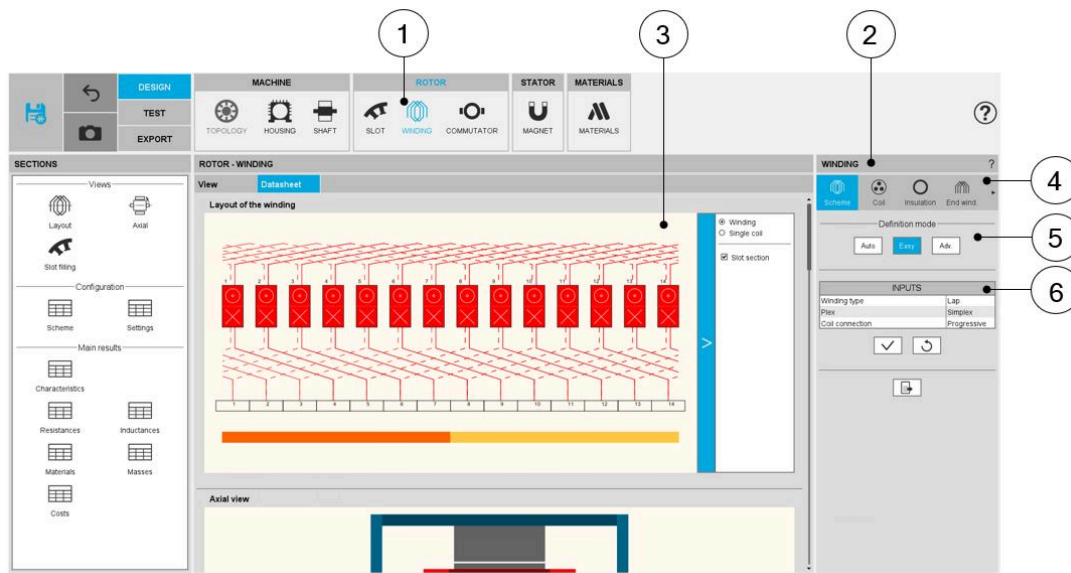 1
3
2
4
5
6
DESIGN
TEST
EXPORT
MACHINE
TOPOLOGY
HOUSING
SHAFT
ROTOR
SLOT
WINDING
COMMUTATOR
STATOR
MAGNET
MATERIALS
MATERIALS
?
SECTIONS
Views
Layout
Axial
Slot filling
Configuration
Scheme
Settings
Main results
Characteristics
Resistances
Inductances
Materials
Masses
Costs
ROTOR - WINDING
View
Datasheet
Layout of the winding
1 2 3 4 5 6 7 8 9 10 11 12 13 14
1 2 3 4 5 6 7 8 9 10 11 12 13 14
>
Winding
Single coil
Slot section
Axial view
WINDING ?
Scheme
Coil
Insulation
End wind.
Definition mode
Auto
Easy
Adv.
INPUTS
Winding type Lap
Plex Simplex
Coil connection Progressive